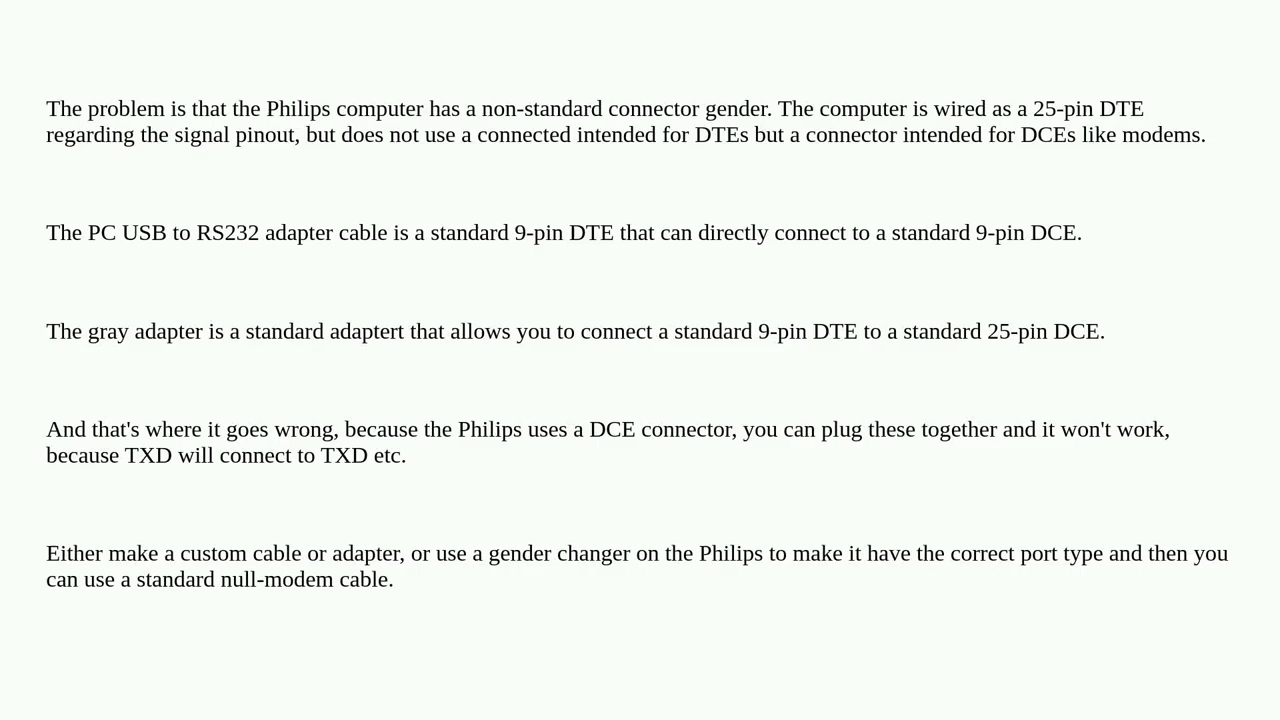 The problem is that the Philips computer has a non-standard connector gender. The computer is wired as a 25-pin DTE
regarding the signal pinout, but does not use a connected intended for DTEs but a connector intended for DCEs like modems.
The PC USB to RS232 adapter cable is a standard 9-pin DTE that can directly connect to a standard 9-pin DCE.
The gray adapter is a standard adaptert that allows you to connect a standard 9-pin DTE to a standard 25-pin DCE.
And that's where it goes wrong, because the Philips uses a DCE connector, you can plug these together and it won't work,
because TXD will connect to TXD etc.
Either make a custom cable or adapter, or use a gender changer on the Philips to make it have the correct port type and then you
can use a standard null-modem cable.